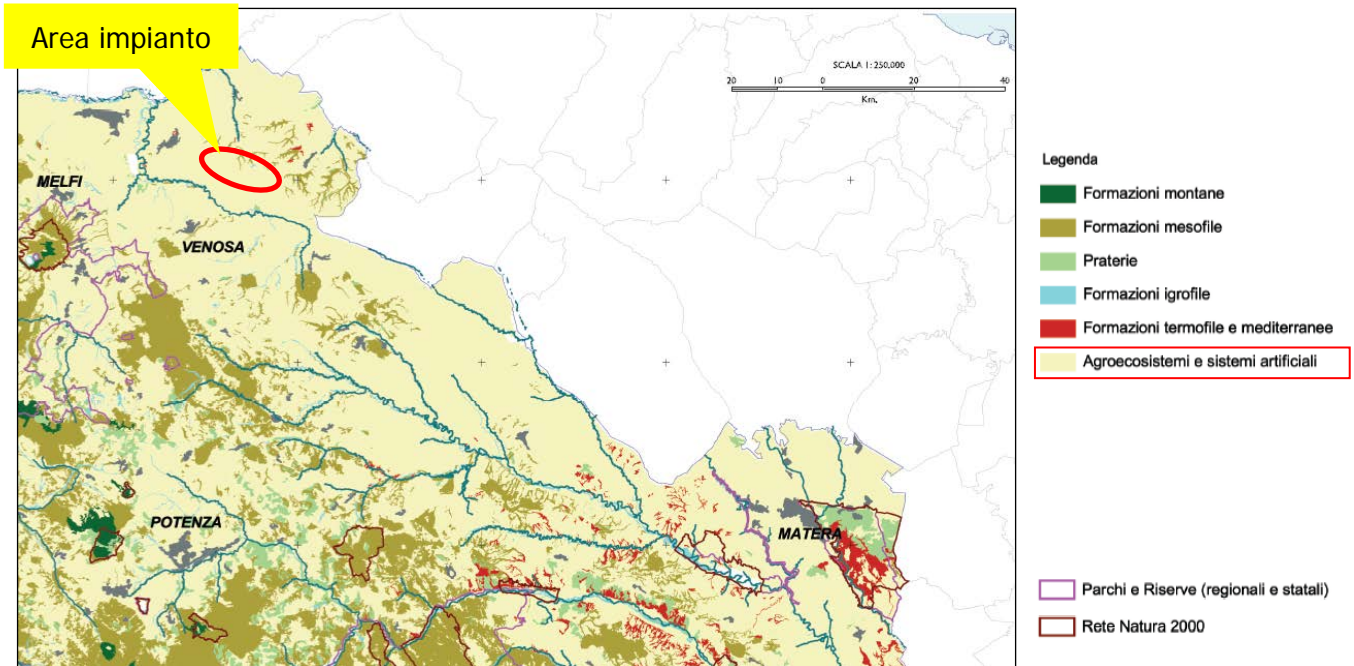 Area impianto
SCALA 1: 250.000
20 10 0 20 40
Km.
MELFI
VENOSA
POTENZA
MATERA
Legenda
Formazioni montane
Formazioni mesofile
Praterie
Formazioni igrofile
Formazioni termofile e mediterranee
Agroecosistemi e sistemi artificiali
Parchi e Riserve (regionali e statali)
Rete Natura 2000